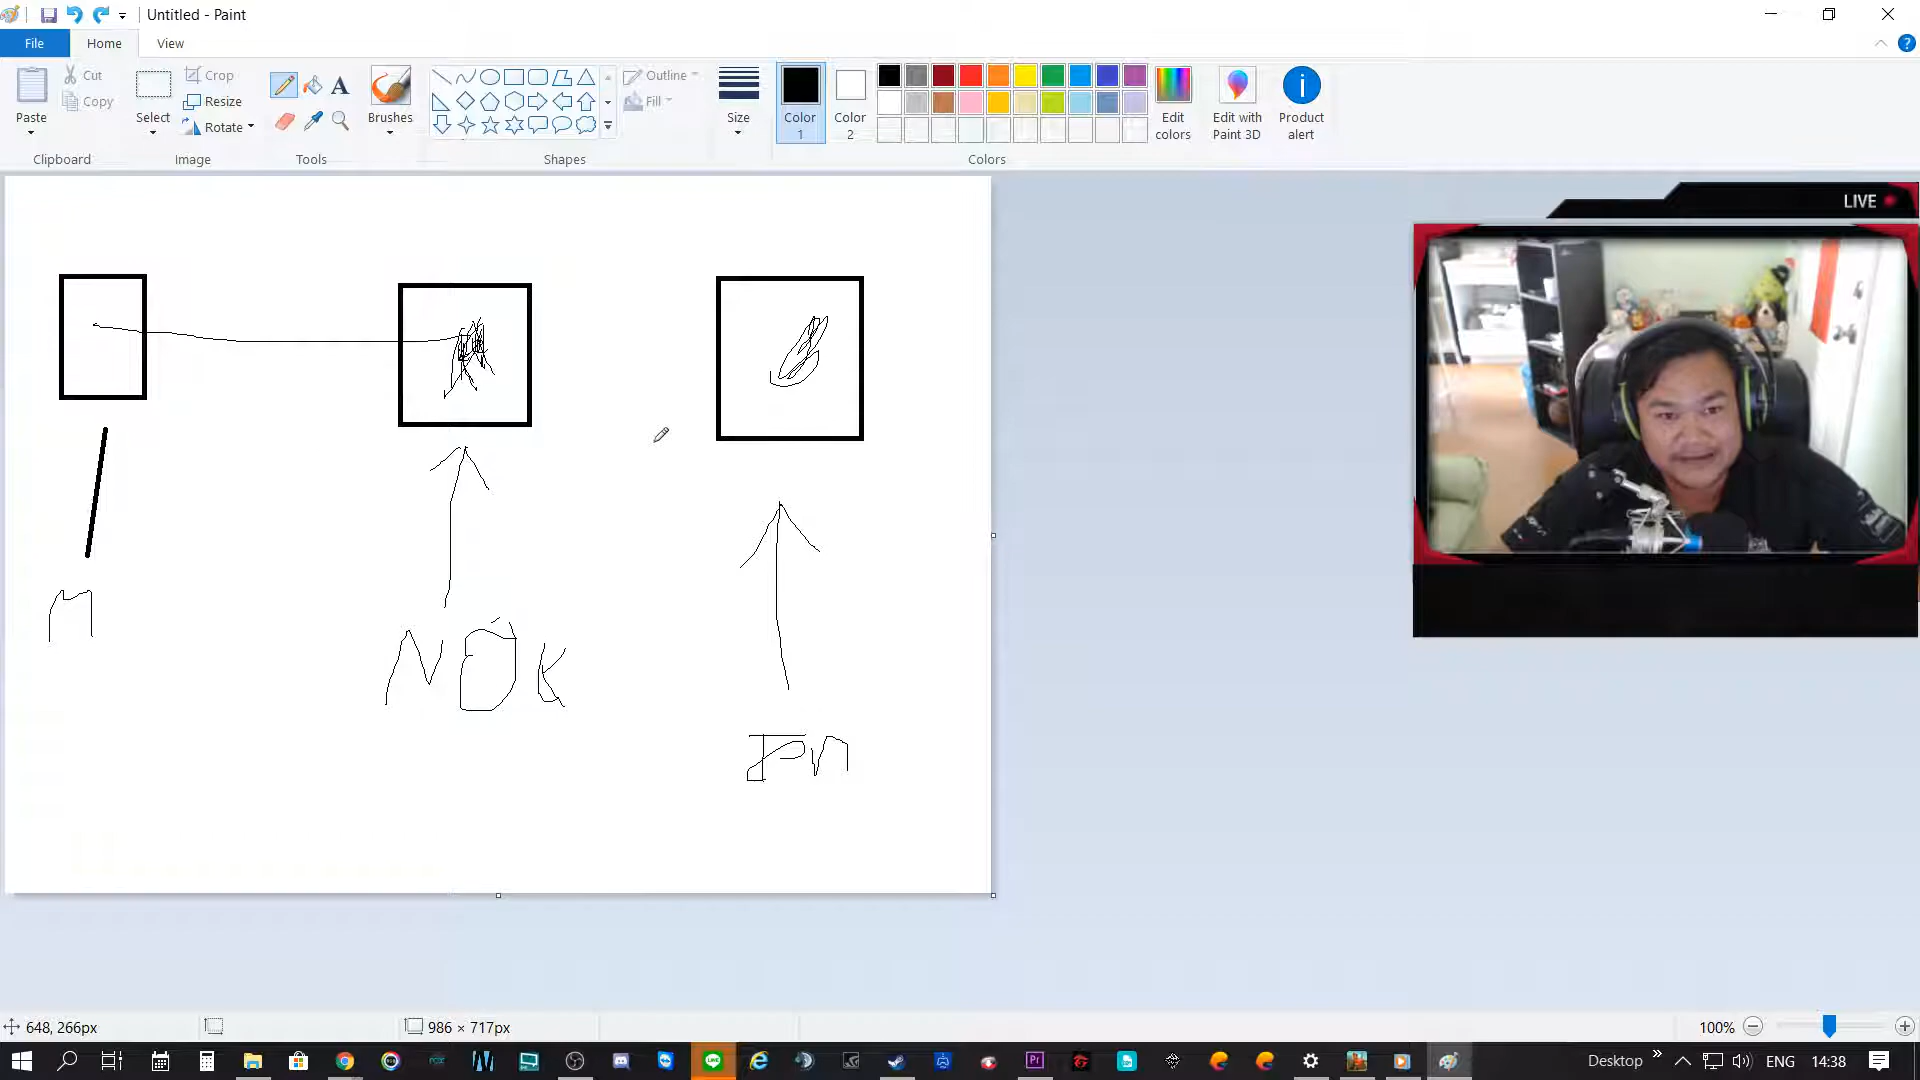 Untitled - Paint
File
Home
View
Paste
Cut
Copy
Clipboard
Select
Crop
Resize
Rotate
Image
Tools
Brushes
Shapes
Outline
Fill
Size
Color 1
Color 2
Edit colors
Edit with Paint 3D
Product alert
Colors
LIVE
M
NOK
648, 266px
986 × 717px
100%
Pr
Desktop
ENG
14:38